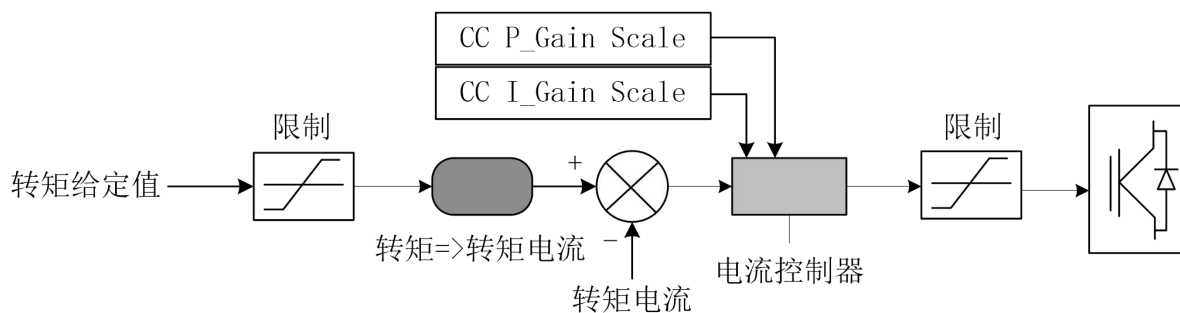 CC P_Gain Scale
CC I_Gain Scale
限制
限制
转矩给定值
+
转矩=>转矩电流
−
电流控制器
转矩电流